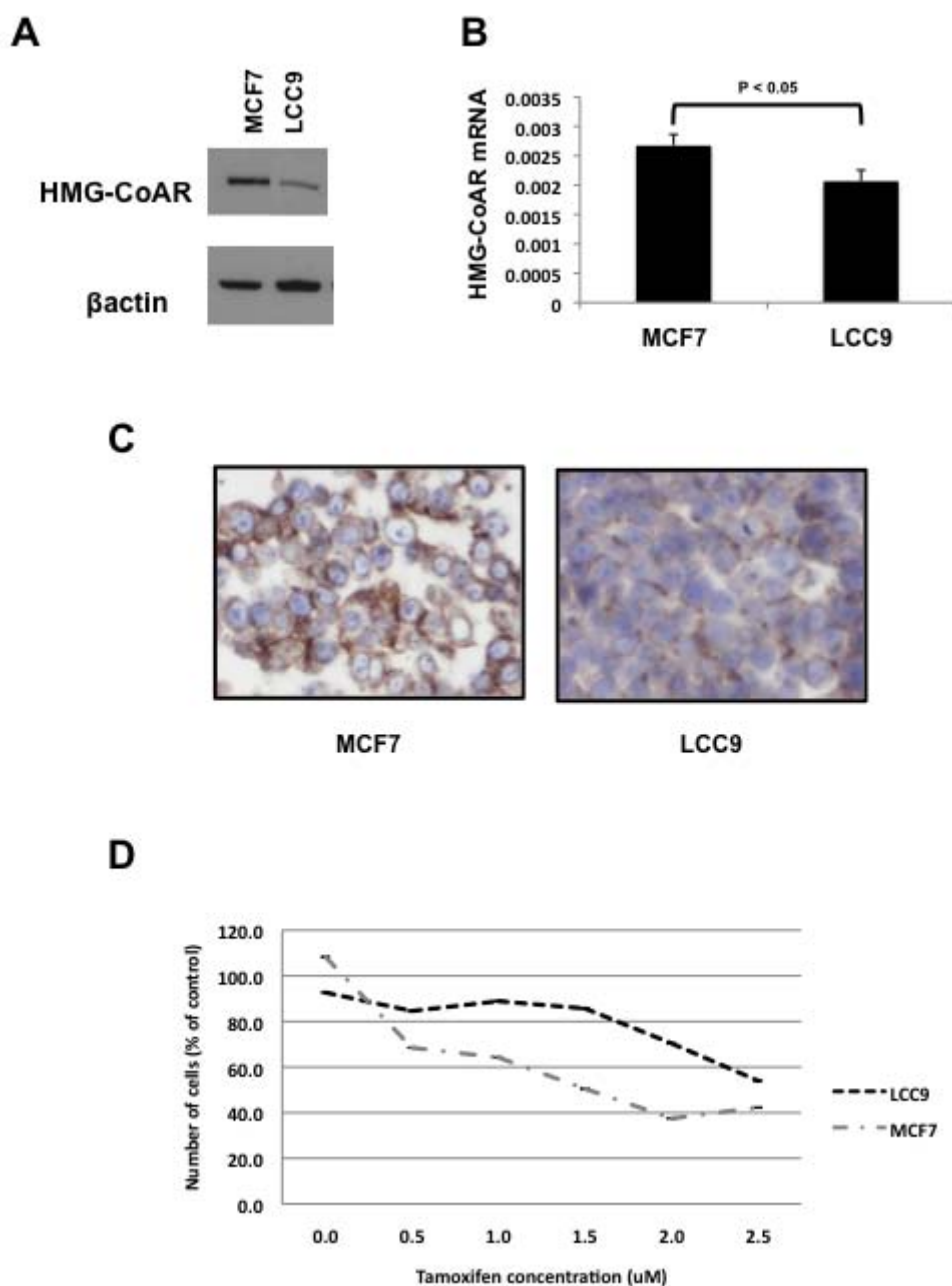 A
MCF7
LCC9
HMG-CoAR
βactin
B
P < 0.05
HMG-CoAR mRNA
0.0035
0.003
0.0025
0.002
0.0015
0.001
0.0005
0
MCF7
LCC9
C
MCF7
LCC9
D
Number of cells (% of control)
120.0
100.0
80.0
60.0
40.0
20.0
0.0
0.0 0.5 1.0 1.5 2.0 2.5
Tamoxifen concentration (uM)
LCC9
MCF7